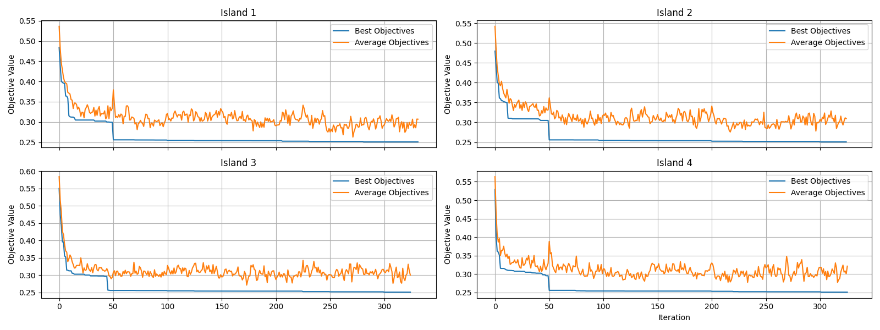 Island 1
Island 2
0.55
0.50
0.45
0.40
0.35
0.30
0.25
Objective Value
Best Objectives
Average Objectives
0.55
0.50
0.45
0.40
0.35
0.30
0.25
Objective Value
Best Objectives
Average Objectives
Island 3
Island 4
0.60
0.55
0.50
0.45
0.40
0.35
0.30
0.25
Objective Value
Best Objectives
Average Objectives
0 50 100 150 200 250 300
0.55
0.50
0.45
0.40
0.35
0.30
0.25
Objective Value
Best Objectives
Average Objectives
0 50 100 150 200 250 300
Iteration